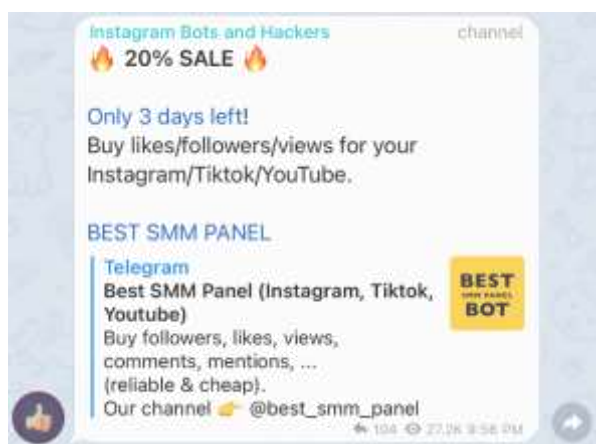 Instagram Bots and Hackers channel
🔥 20% SALE 🔥
Only 3 days left!
Buy likes/followers/views for your
Instagram/Tiktok/YouTube.
BEST SMM PANEL
Telegram
Best SMM Panel (Instagram, Tiktok,
Youtube)
Buy followers, likes, views,
comments, mentions, ...
(reliable & cheap).
Our channel 👉 @best_smm_panel
BEST
SMM PANEL
BOT
104 27.2K 9:56 PM